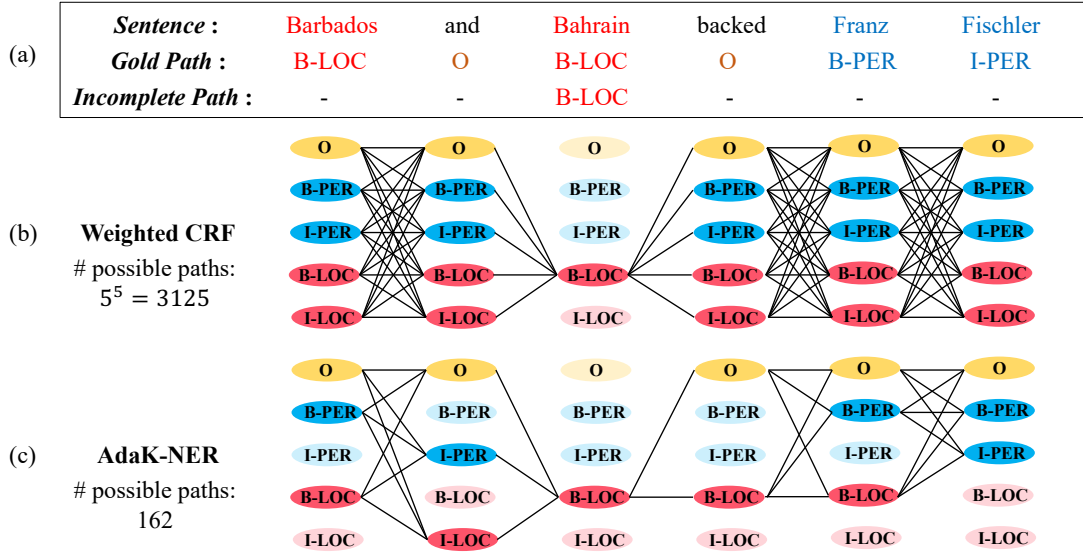 (a)
Sentence : Barbados and Bahrain backed Franz Fischler
Gold Path : B-LOC O B-LOC O B-PER I-PER
Incomplete Path : - - B-LOC - - -
O O O O O O
B-PER B-PER B-PER B-PER B-PER B-PER
(b) Weighted CRF I-PER I-PER I-PER I-PER I-PER I-PER
# possible paths: B-LOC B-LOC B-LOC B-LOC B-LOC B-LOC
5⁵ = 3125
I-LOC I-LOC I-LOC I-LOC I-LOC I-LOC
O O O O O O
B-PER B-PER B-PER B-PER B-PER B-PER
(c) AdaK-NER I-PER I-PER I-PER I-PER I-PER I-PER
# possible paths: B-LOC B-LOC B-LOC B-LOC B-LOC B-LOC
162
I-LOC I-LOC I-LOC I-LOC I-LOC I-LOC